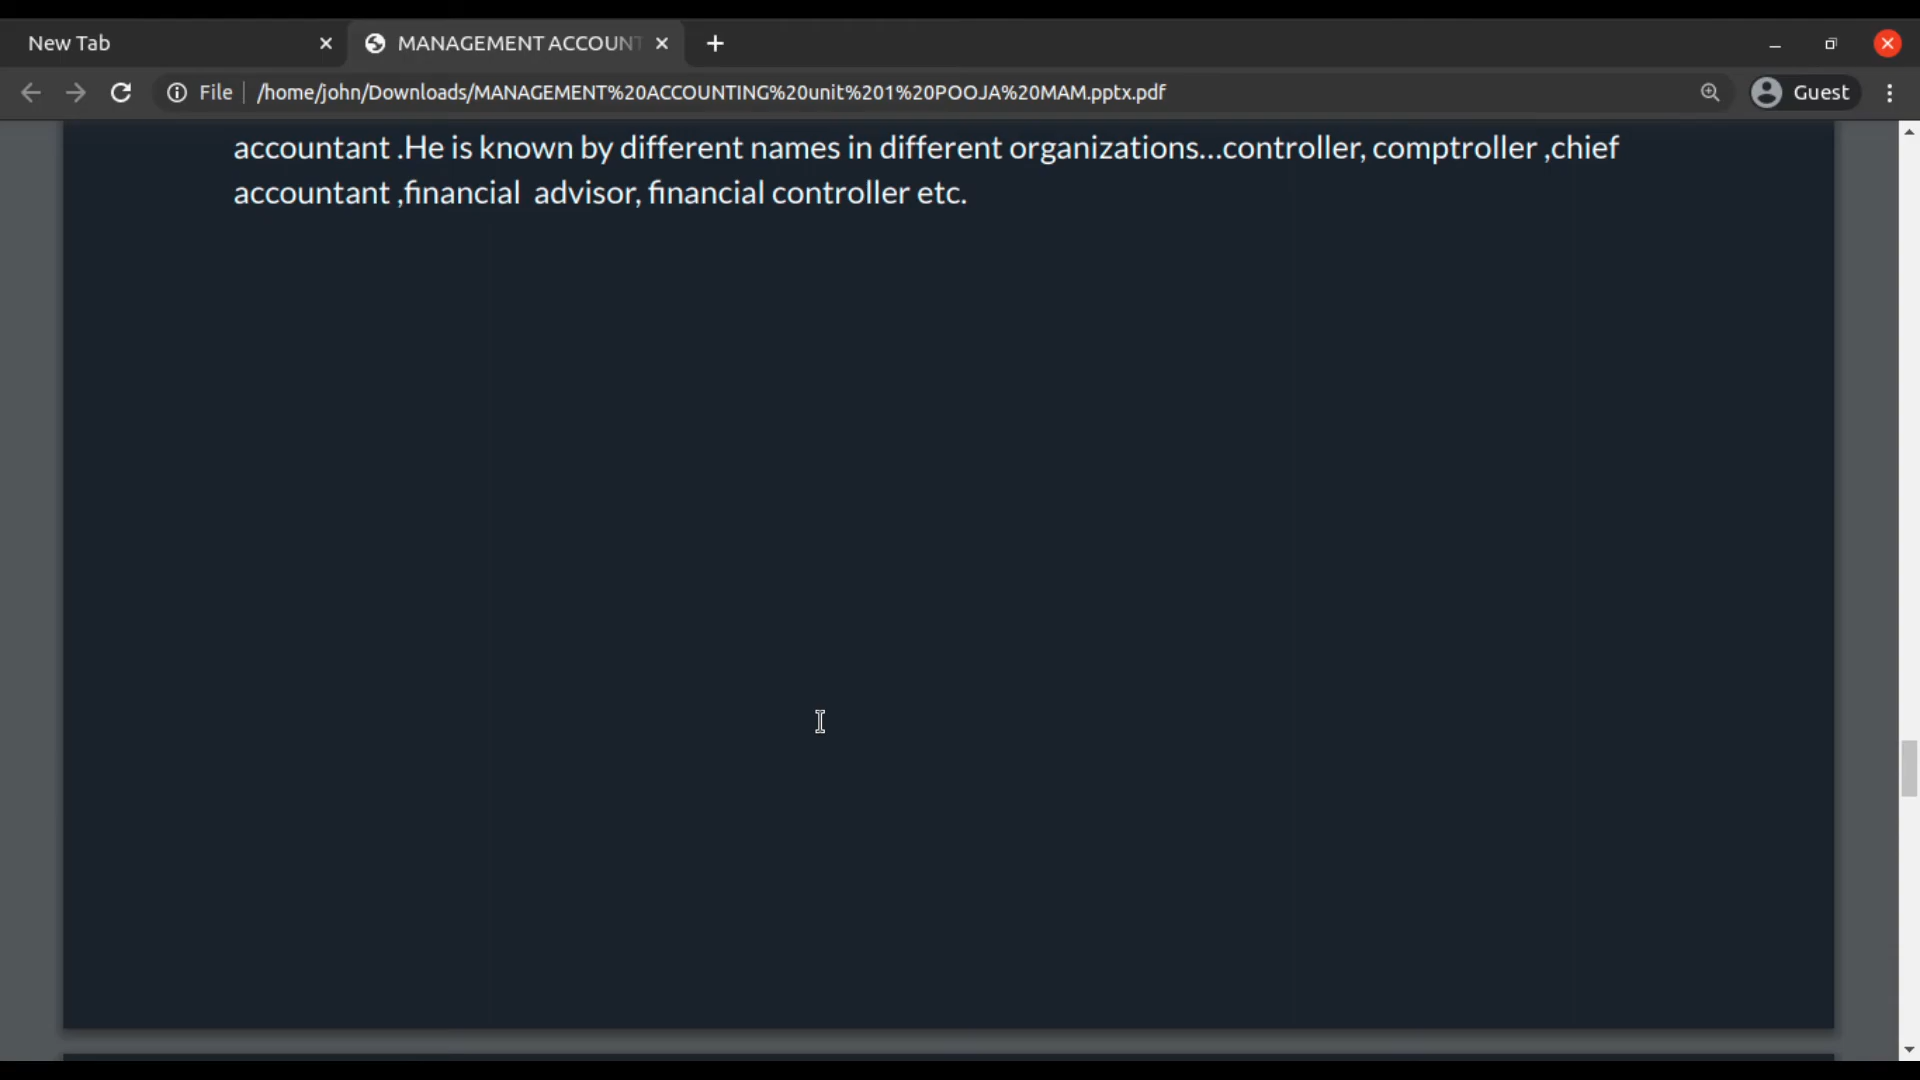 New Tab
MANAGEMENT ACCOUNT
File
/home/john/Downloads/MANAGEMENT%20ACCOUNTING%20unit%201%20POOJA%20MAM.pptx.pdf
Guest
accountant .He is known by different names in different organizations...controller, comptroller ,chief
accountant ,financial  advisor, financial controller etc.